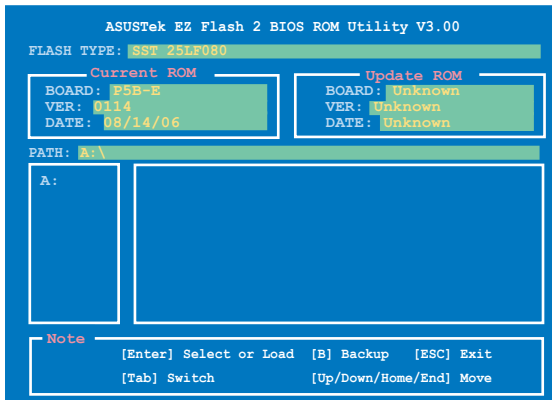 ASUSTek EZ Flash 2 BIOS ROM Utility V3.00
FLASH TYPE: SST 25LF080
Current ROM
BOARD: P5B-E
VER: 0114
DATE: 08/14/06
Update ROM
BOARD: Unknown
VER: Unknown
DATE: Unknown
PATH: A:\
A:
Note
[Enter] Select or Load [B] Backup [ESC] Exit
[Tab] Switch [Up/Down/Home/End] Move